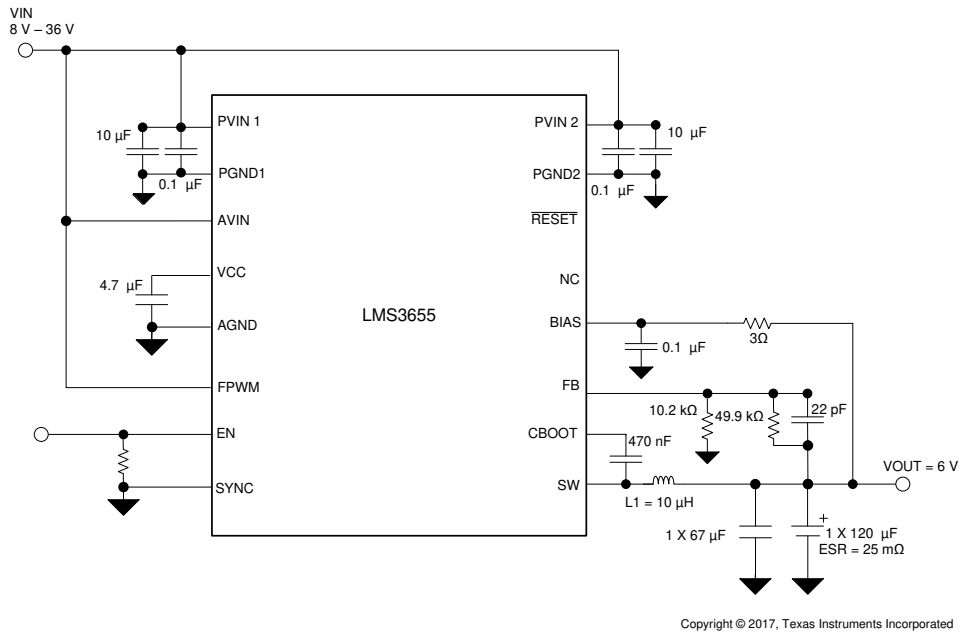 VIN
8 V – 36 V
PVIN 1
PVIN 2
10 µF
10 µF
PGND1
PGND2
0.1 µF
0.1 µF
AVIN
RESET
VCC
NC
4.7 µF
LMS3655
AGND
BIAS
3Ω
0.1 µF
FPWM
FB
10.2 kΩ
49.9 kΩ
22 pF
EN
CBOOT
470 nF
VOUT = 6 V
SYNC
SW
L1 = 10 µH
1 X 67 µF
+
1 X 120 µF
ESR = 25 mΩ
Copyright © 2017, Texas Instruments Incorporated